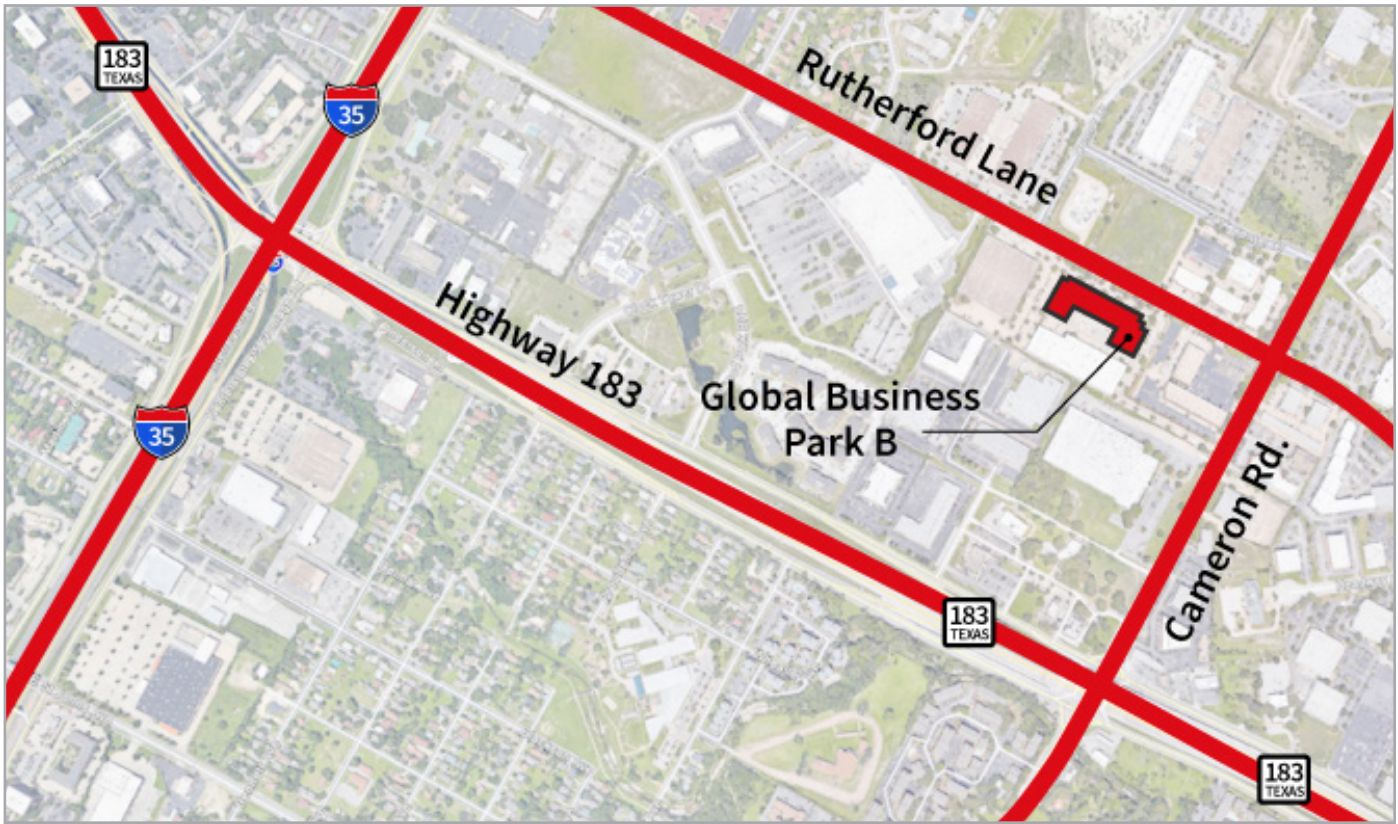 183
TEXAS
35
Rutherford Lane
Highway 183
Global Business
Park B
35
Cameron Rd.
183
TEXAS
183
TEXAS